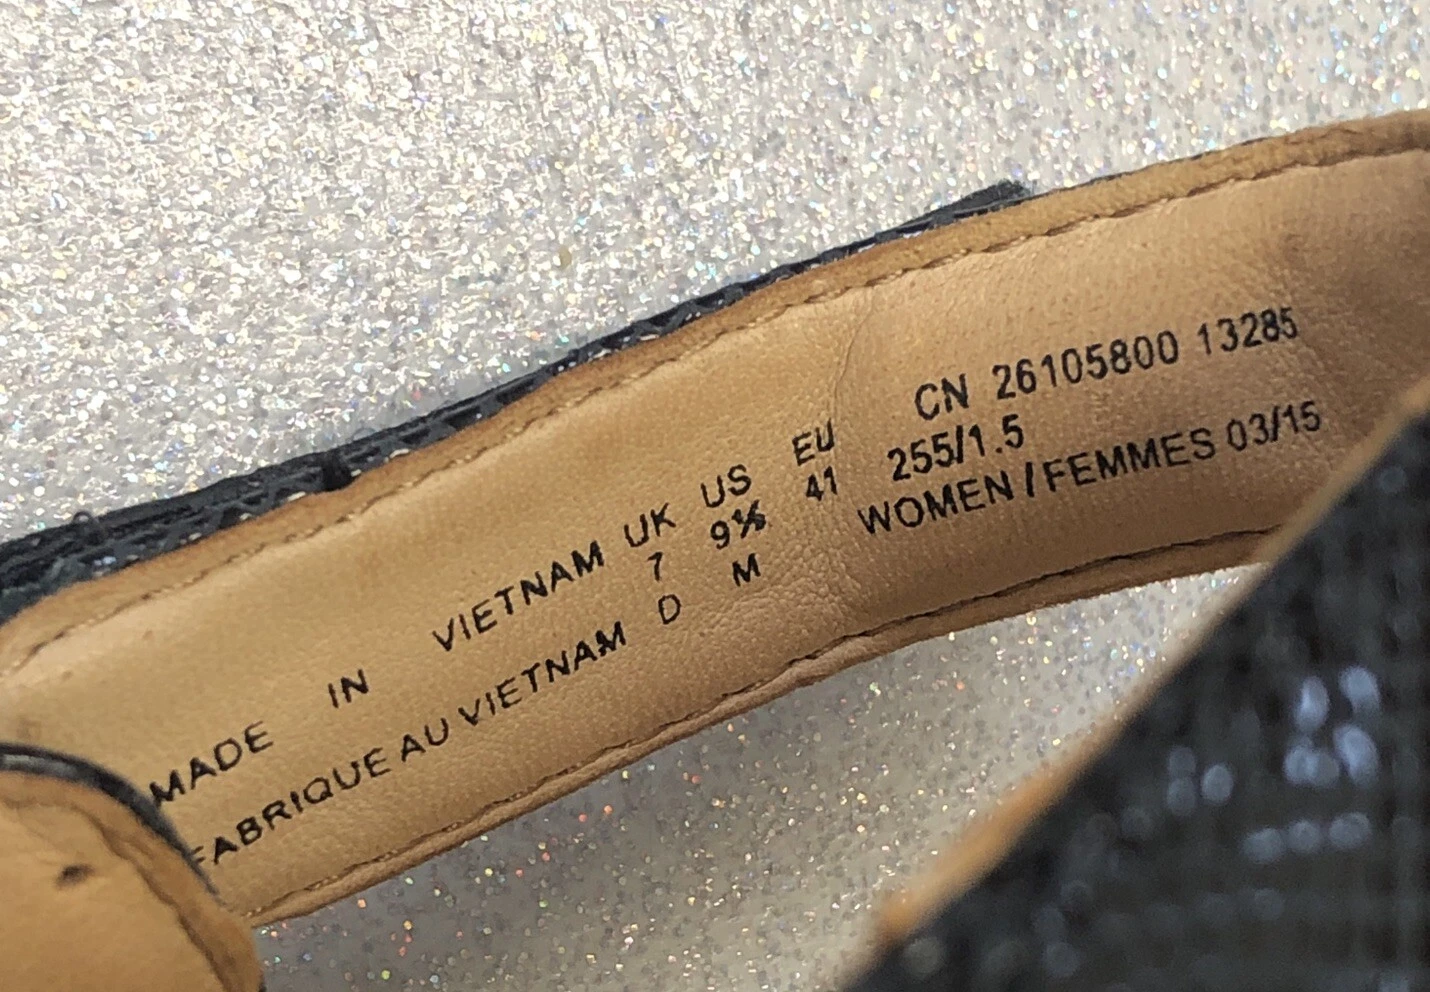 MADE IN VIETNAM UK US EU CN 26105800 13285
7 9½ 41 255/1.5
FABRIQUE AU VIETNAM D M WOMEN / FEMMES 03/15